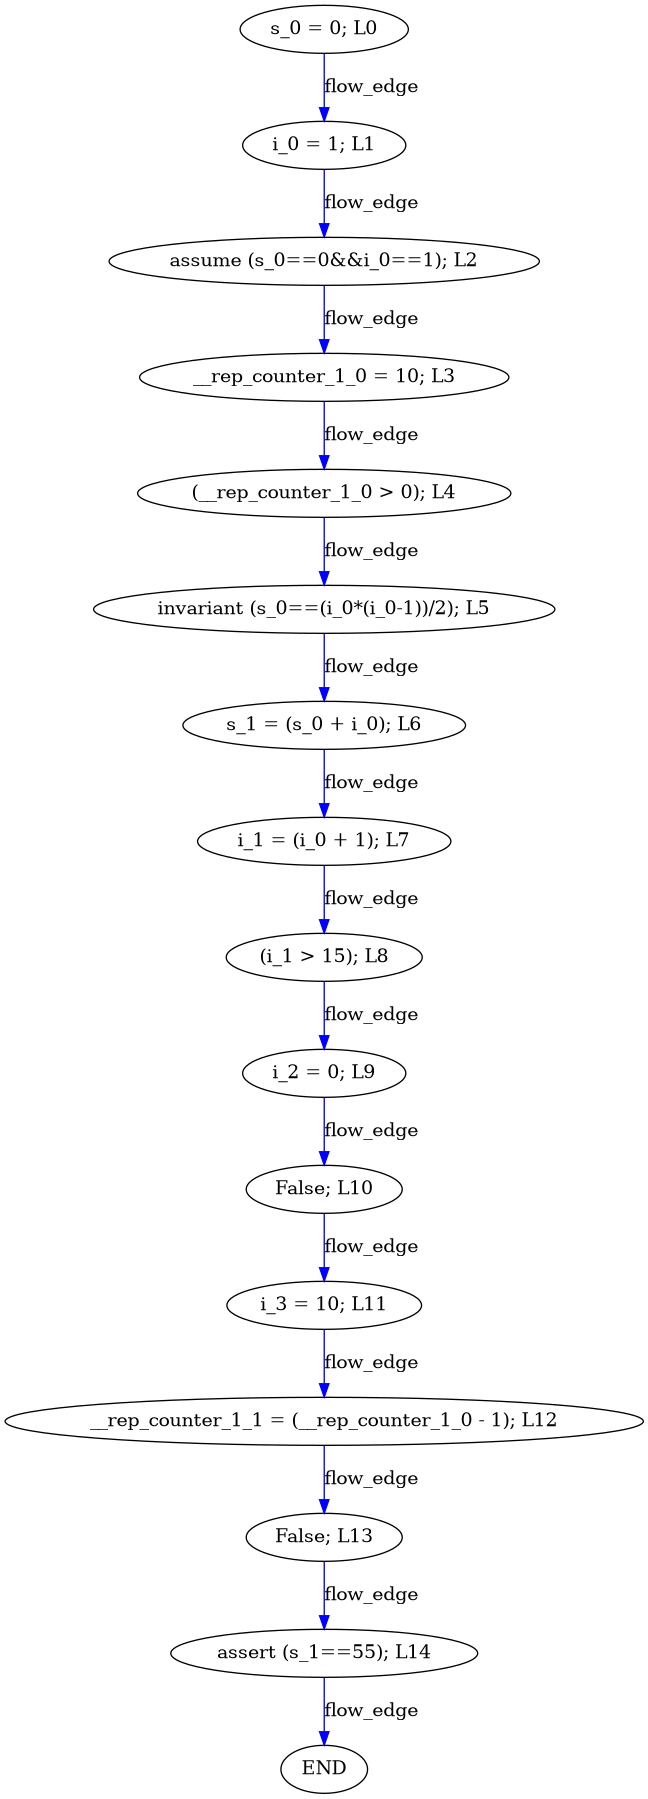 s_0 = 0; L0
flow_edge
i_0 = 1; L1
flow_edge
assume (s_0==0&&i_0==1); L2
flow_edge
__rep_counter_1_0 = 10; L3
flow_edge
(__rep_counter_1_0 > 0); L4
flow_edge
invariant (s_0==(i_0*(i_0-1))/2); L5
flow_edge
s_1 = (s_0 + i_0); L6
flow_edge
i_1 = (i_0 + 1); L7
flow_edge
(i_1 > 15); L8
flow_edge
i_2 = 0; L9
flow_edge
False; L10
flow_edge
i_3 = 10; L11
flow_edge
__rep_counter_1_1 = (__rep_counter_1_0 - 1); L12
flow_edge
False; L13
flow_edge
assert (s_1==55); L14
flow_edge
END